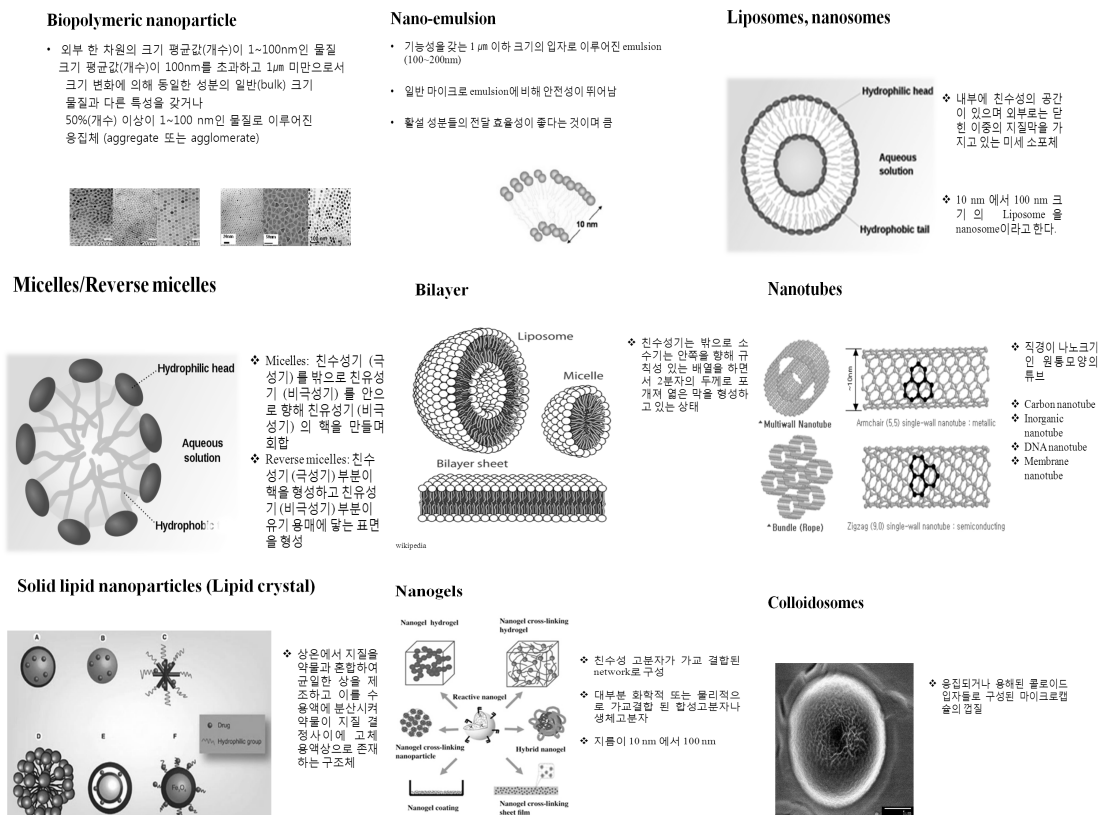 Biopolymeric nanoparticle
• 외부 한 차원의 크기 평균값(개수)이 1~100nm인 물질
크기 평균값(개수)이 100nm를 초과하고 1㎛ 미만으로서
크기 변화에 의해 동일한 성분의 일반(bulk) 크기
물질과 다른 특성을 갖거나
50%(개수) 이상이 1~100 nm인 물질로 이루어진
응집체 (aggregate 또는 agglomerate)
Nano-emulsion
• 기능성을 갖는 1 ㎛ 이하 크기의 입자로 이루어진 emulsion
(100~200nm)
• 일반 마이크로 emulsion에 비해 안전성이 뛰어남
• 활설 성분들의 전달 효율성이 좋다는 것이며 큼
10 nm
Liposomes, nanosomes
Hydrophilic head
Aqueous
solution
Hydrophobic tail
❖ 내부에 친수성의 공간
이 있으며 외부로는 닫
힌 이중의 지질막을 가
지고 있는 미세 소포체
❖ 10 nm 에서 100 nm 크
기 의 Liposome 을
nanosome이라고 한다.
Micelles/Reverse micelles
Hydrophilic head
Aqueous
solution
Hydrophobic
❖ Micelles: 친수성기 (극
성기) 를 밖으로 친유성
기 (비극성기) 를 안으
로 향해 친유성기 (비극
성기) 의 핵을 만들며
회합
❖ Reverse micelles: 친수
성기 (극성기) 부분이
핵을 형성하고 친유성
기 (비극성기) 부분이
유기 용매에 닿는 표면
을 형성
Bilayer
Liposome
Micelle
Bilayer sheet
wikipedia
❖ 친수성기는 밖으로 소
수기는 안쪽을 향해 규
칙성 있는 배열을 하면
서 2분자의 두께로 포
개져 엷은 막을 형성하
고 있는 상태
Nanotubes
~10nm
▲Multiwall Nanotube
Armchair (5,5) single-wall nanotube : metallic
▲Bundle (Rope)
Zigzag (9,0) single-wall nanotube : semiconducting
❖ 직경이 나노크기
인 원통모양의
튜브
❖ Carbon nanotube
❖ Inorganic
nanotube
❖ DNA nanotube
❖ Membrane
nanotube
Solid lipid nanoparticles (Lipid crystal)
A B C
D E F
Drug
Hydrophilic group
❖ 상온에서 지질을
약물과 혼합하여
균일한 상을 제
조하고 이를 수
용액에 분산시켜
약물이 지질 결
정사이에 고체
용액상으로 존재
하는 구조체
Nanogels
Nanogel hydrogel
Nanogel cross-linking
hydrogel
Reactive nanogel
Nanogel cross-linking
nanoparticle
Hybrid nanogel
Nanogel coating
Nanogel cross-linking
sheet film
❖ 친수성 고분자가 가교 결합된
network로 구성
❖ 대부분 화학적 또는 물리적으
로 가교결합 된 합성고분자나
생체고분자
❖ 지름이 10 nm 에서 100 nm
Colloidosomes
❖ 응집되거나 용해된 콜로이드
입자들로 구성된 마이크로캡
슐의 껍질